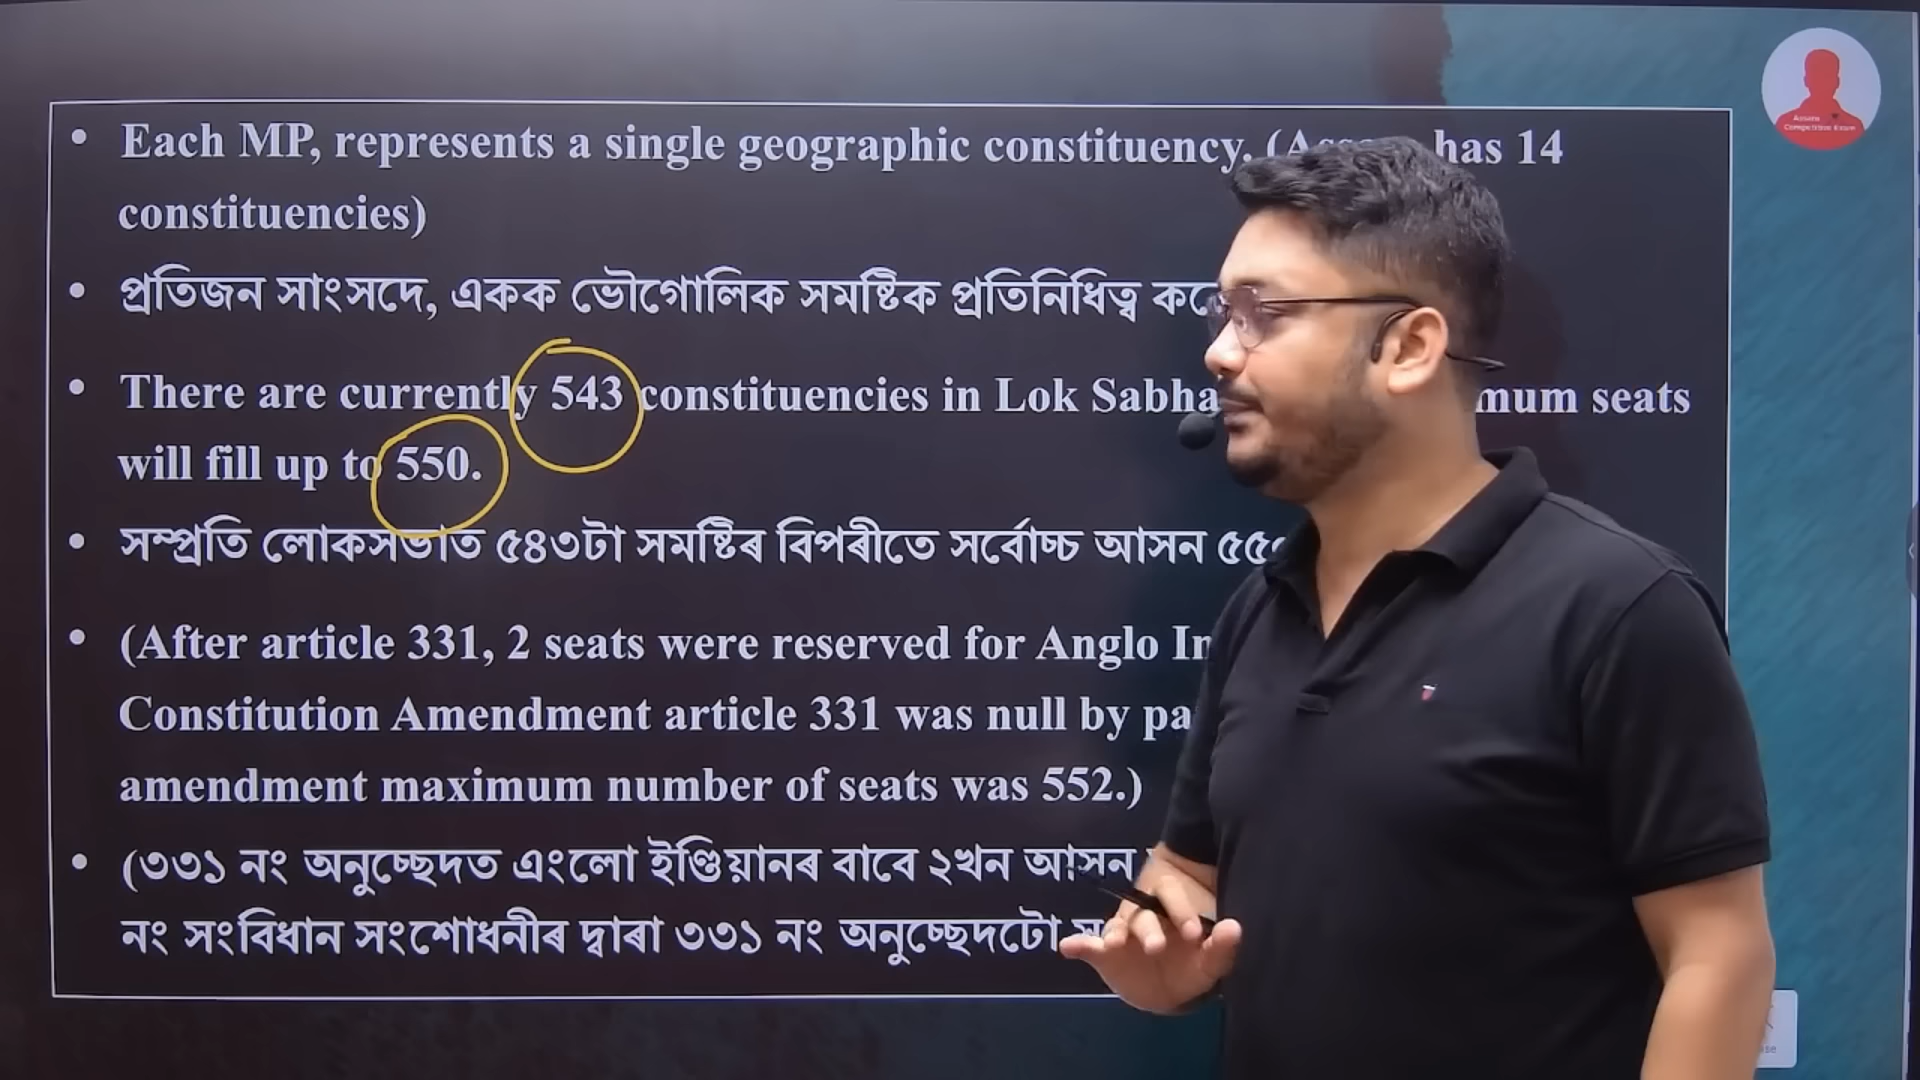 Assam
Competitive Exam
• Each MP, represents a single geographic constituency. has 14
constituencies)
• প্ৰতিজন সাংসদে, একক ভৌগোলিক সমষ্টিক প্ৰতিনিধিত্ব
• There are currently 543 constituencies in Lok Sabha seats
will fill up to 550.
• সম্প্ৰতি লোকসভাত ৫৪৩টা সমষ্টিৰ বিপৰীতে সৰ্বোচ্চ আসন
• (After article 331, 2 seats were reserved for Anglo
Constitution Amendment article 331 was null by
amendment maximum number of seats was 552.)
• (৩৩১ নং অনুচ্ছেদত এংলো ইণ্ডিয়ানৰ বাবে ২খন আসন
নং সংবিধান সংশোধনীৰ দ্বাৰা ৩৩১ নং অনুচ্ছেদটো